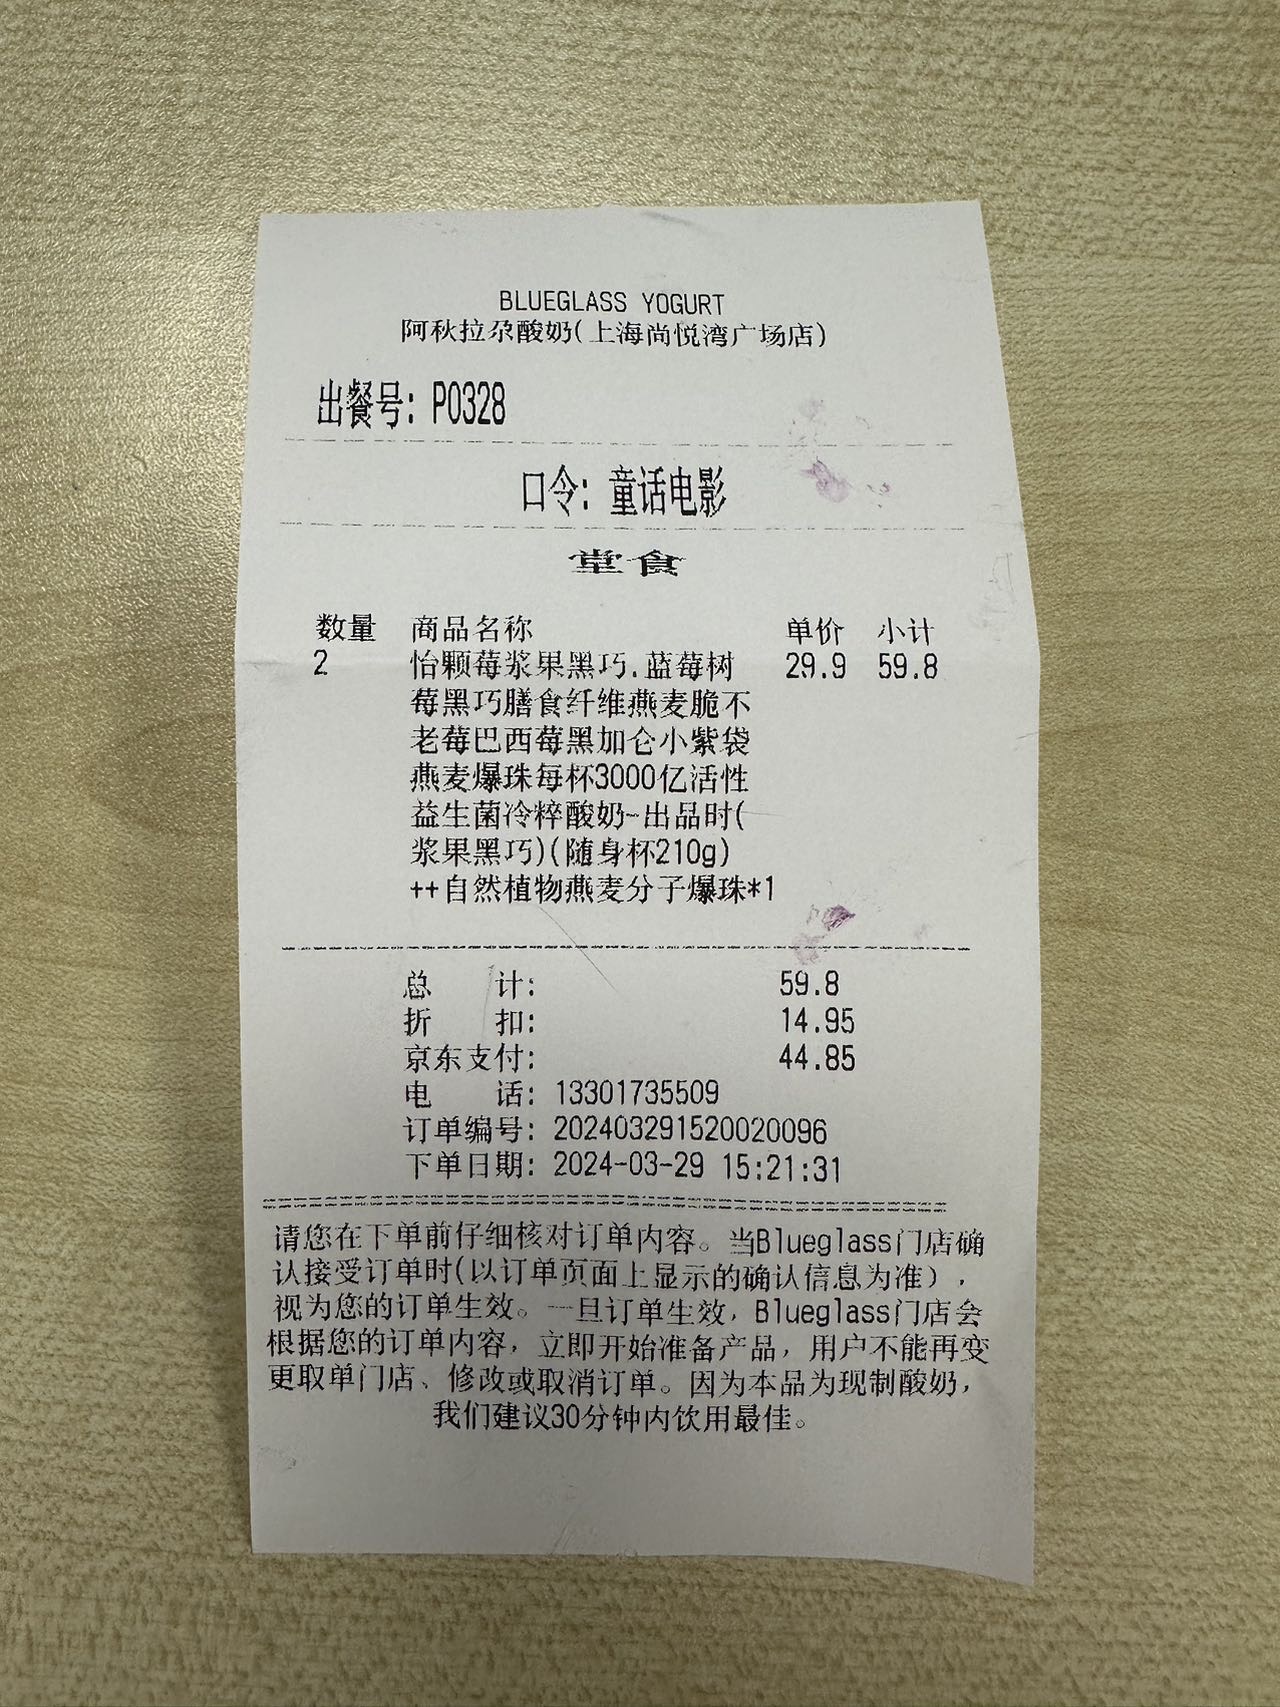 BLUEGLASS YOGURT
阿秋拉尕酸奶(上海尚悦湾广场店)
出餐号: P0328
口令: 童话电影
堂食
数量 商品名称 单价 小计
2 怡颗莓浆果黑巧.蓝莓树 29.9 59.8
莓黑巧膳食纤维燕麦脆不
老莓巴西莓黑加仑小紫袋
燕麦爆珠每杯3000亿活性
益生菌冷粹酸奶-出品时(
浆果黑巧)(随身杯210g)
++自然植物燕麦分子爆珠*1
总 计: 59.8
折 扣: 14.95
京东支付: 44.85
电 话: 13301735509
订单编号: 202403291520020096
下单日期: 2024-03-29 15:21:31
请您在下单前仔细核对订单内容。当Blueglass门店确
认接受订单时(以订单页面上显示的确认信息为准),
视为您的订单生效。一旦订单生效,Blueglass门店会
根据您的订单内容,立即开始准备产品,用户不能再变
更取单门店、修改或取消订单。因为本品为现制酸奶,
我们建议30分钟内饮用最佳。